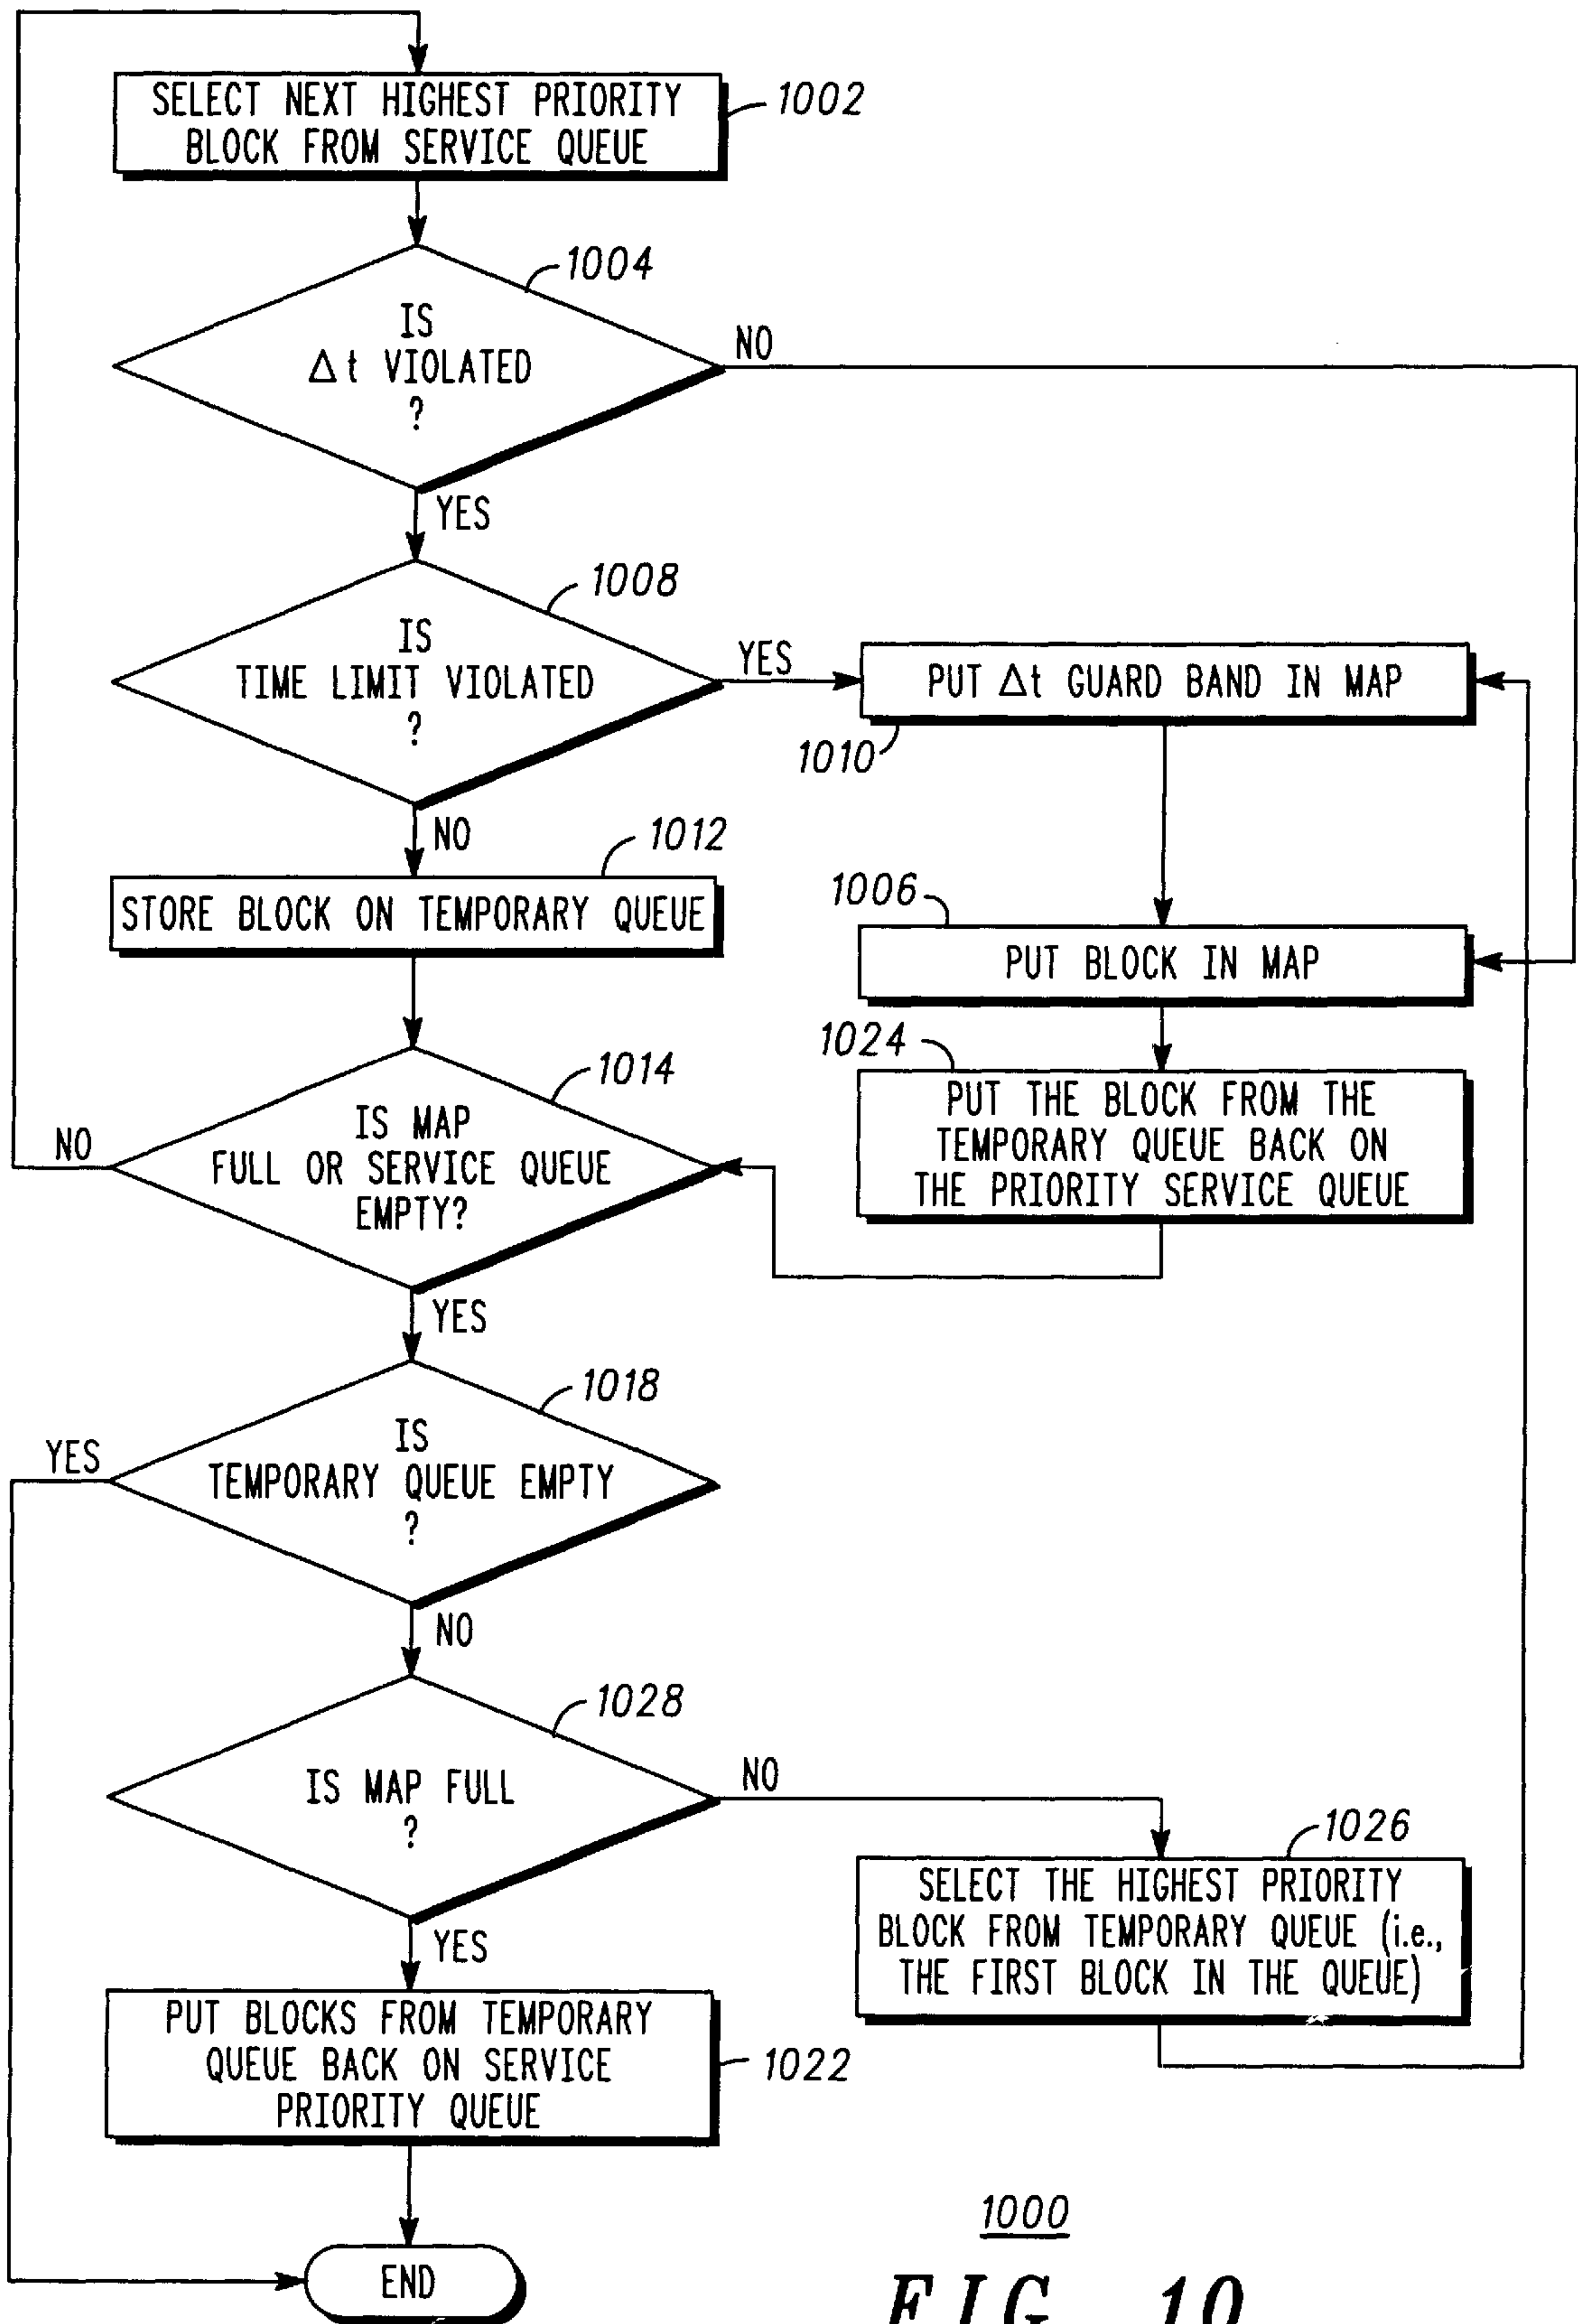 SELECT NEXT HIGHEST PRIORITY
BLOCK FROM SERVICE QUEUE
1002
1004
IS
Δt VIOLATED
?
NO
YES
1008
IS
TIME LIMIT VIOLATED
?
YES
PUT Δt GUARD BAND IN MAP
1010
NO
1012
STORE BLOCK ON TEMPORARY QUEUE
1006
PUT BLOCK IN MAP
1024
PUT THE BLOCK FROM THE
TEMPORARY QUEUE BACK ON
THE PRIORITY SERVICE QUEUE
1014
IS MAP
FULL OR SERVICE QUEUE
EMPTY?
NO
YES
1018
IS
TEMPORARY QUEUE EMPTY
?
YES
NO
1028
IS MAP FULL
?
NO
1026
SELECT THE HIGHEST PRIORITY
BLOCK FROM TEMPORARY QUEUE (i.e.,
THE FIRST BLOCK IN THE QUEUE)
YES
PUT BLOCKS FROM TEMPORARY
QUEUE BACK ON SERVICE
PRIORITY QUEUE
1022
END
1000
FIG. 10